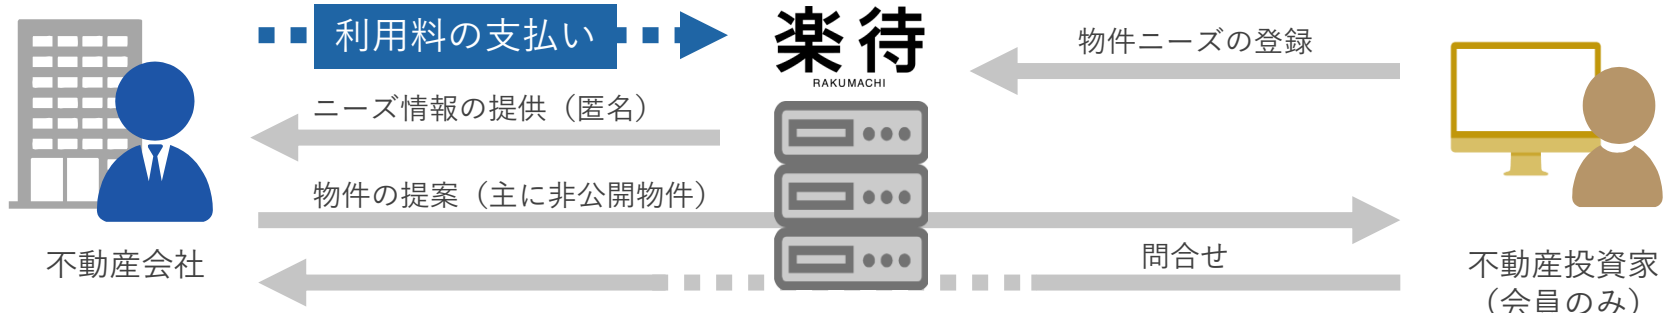 利用料の支払い
楽待
RAKUMACHI
物件ニーズの登録
ニーズ情報の提供（匿名）
物件の提案（主に非公開物件）
不動産会社
問合せ
不動産投資家
（会員のみ）